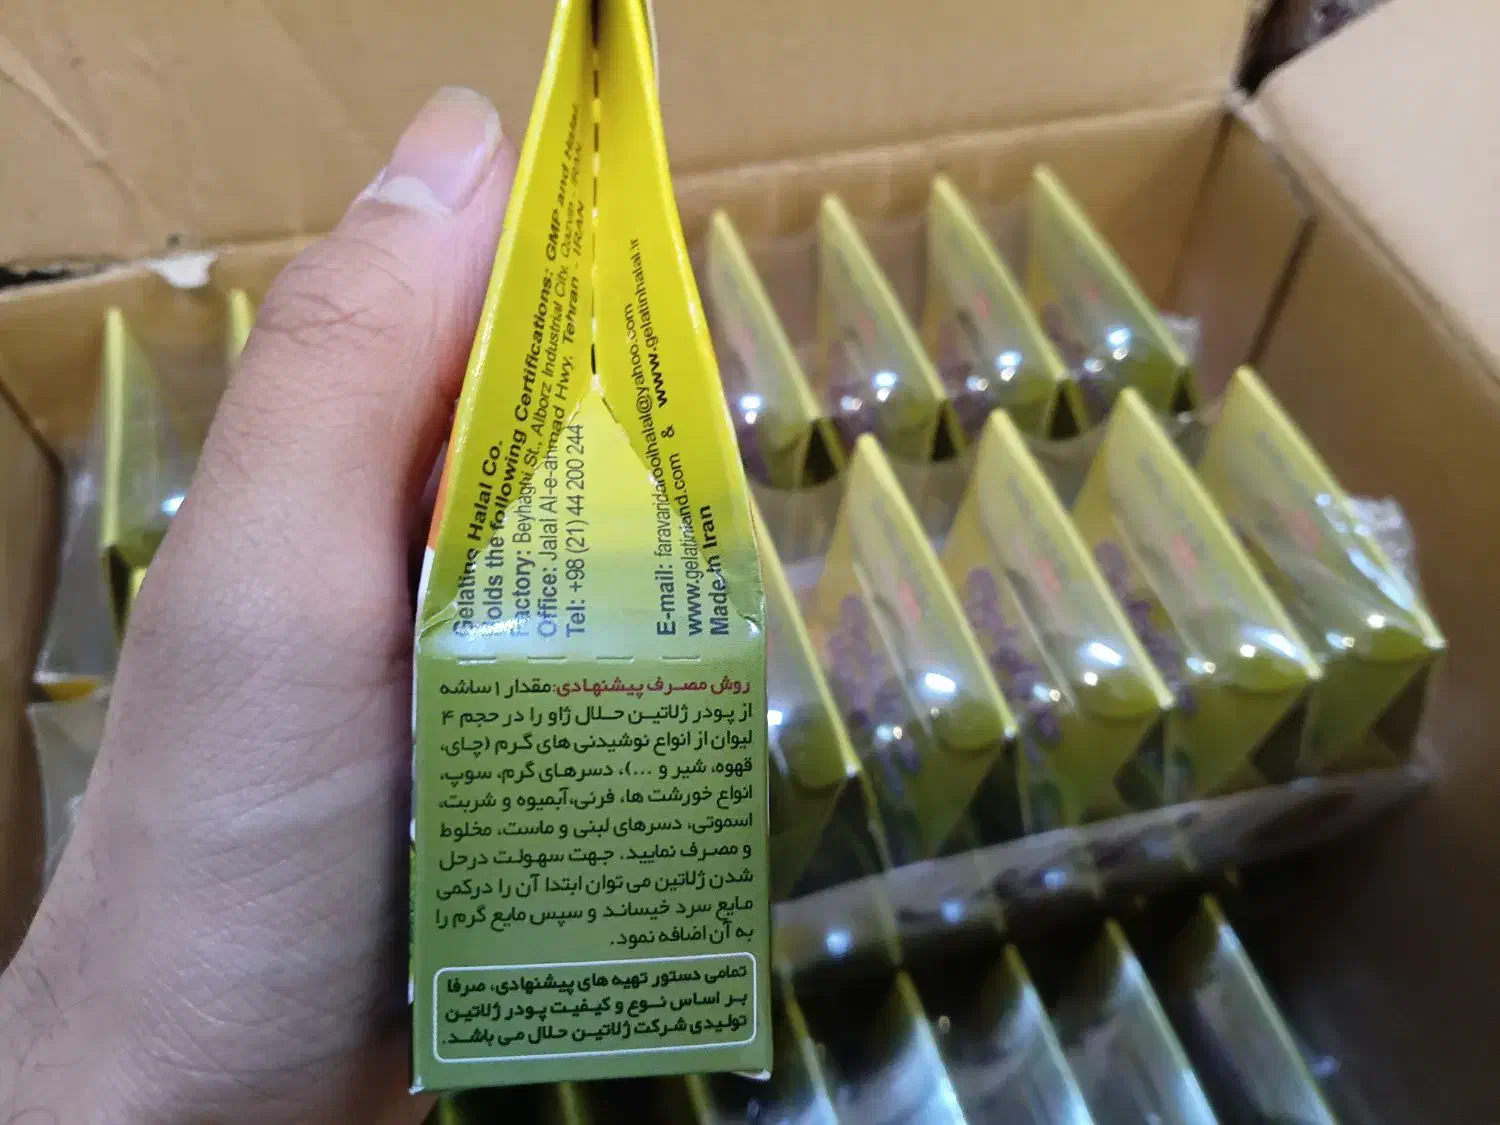 Gelatine Halal Co.
olds the following Certifications: GMP and Halal
actory: Beyhaghi St., Alborz Industrial City, Qazvin - IRAN
Office: Jalal Al-e-ahmad Hwy. Tehran - IRAN
Tel: +98 (21) 44 200 244
E-mail: faravaridaroolhalal@yahoo.com
www.gelatinland.com & www.gelatinhalal.ir
Made in Iran
روش مصرف پیشنهادی: مقدار ۱ ساشه
از پودر ژلاتین حلال ژاو را در حجم ۴
لیوان از انواع نوشیدنی های گرم (چای،
قهوه، شیر و ...)، دسرهای گرم، سوپ،
انواع خورشت ها، فرنی،آبمیوه و شربت،
اسموتی، دسرهای لبنی و ماست، مخلوط
و مصرف نمایید. جهت سهولت درحل
شدن ژلاتین می توان ابتدا آن را درکمی
مایع سرد خیساند و سپس مایع گرم را
به آن اضافه نمود.
تمامی دستور تهیه های پیشنهادی، صرفا
بر اساس نوع و کیفیت پودر ژلاتین
تولیدی شرکت ژلاتین حلال می باشد.